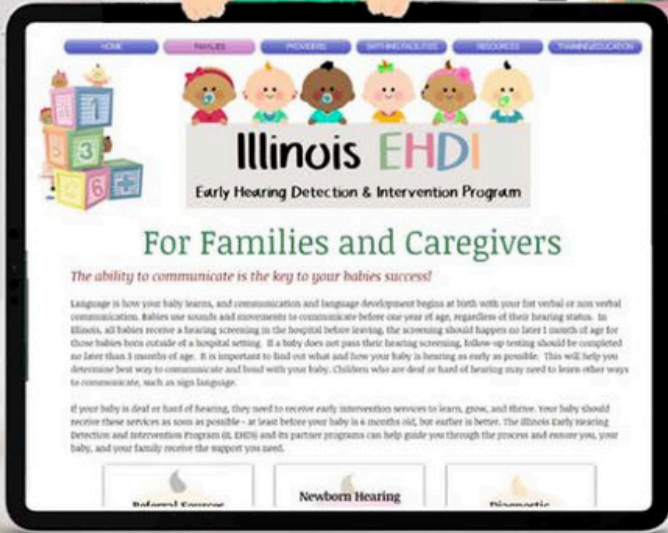 HOME FAMILIES PROVIDERS BIRTHING FACILITIES RESOURCES TRAINING/EDUCATION
1
3
6 +
Illinois EHDI
Early Hearing Detection & Intervention Program
For Families and Caregivers
The ability to communicate is the key to your babies success!
Language is how your baby learns, and communication and language development begins at birth with your fist verbal or non verbal
communication. Babies use sounds and movements to communicate before one year of age, regardless of their hearing status. In
Illinois, all babies receive a hearing screening in the hospital before leaving, the screening should happen no later 1 month of age for
those babies born outside of a hospital setting. If a baby does not pass their hearing screening, follow-up testing should be completed
no later than 3 months of age. It is important to find out what and how your baby is hearing as early as possible. This will help you
determine best way to communicate and bond with your baby. Children who are deaf or hard of hearing may need to learn other ways
to communicate, such as sign language.
If your baby is deaf or hard of hearing, they need to receive early intervention services to learn, grow, and thrive. Your baby should
receive these services as soon as possible - at least before your baby is 6 months old, but earlier is better. The Illinois Early Hearing
Detection and Intervention Program (IL EHDI) and its partner programs can help guide you through the process and ensure you, your
baby, and your family receive the support you need.
Referral Sources
Newborn Hearing
Diagnostic